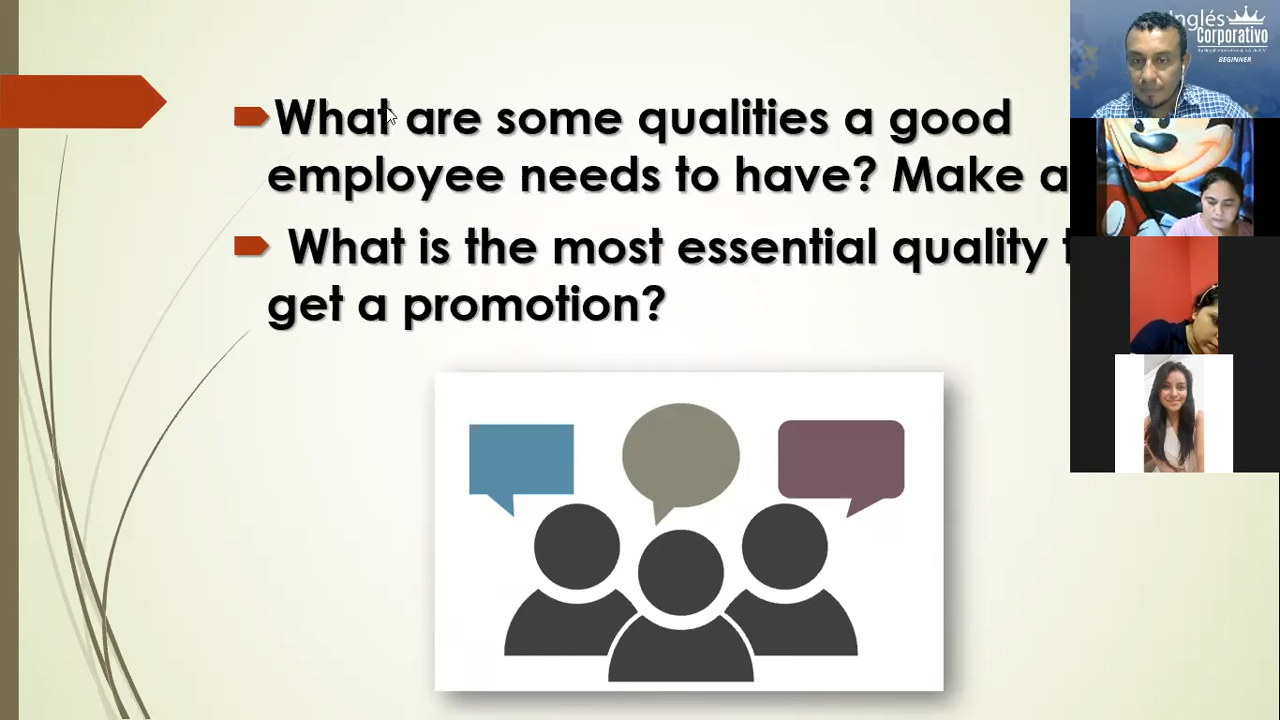 What are some qualities a good
employee needs to have? Make a
What is the most essential quality
get a promotion?
Inglés
Corporativo
BEGINNER